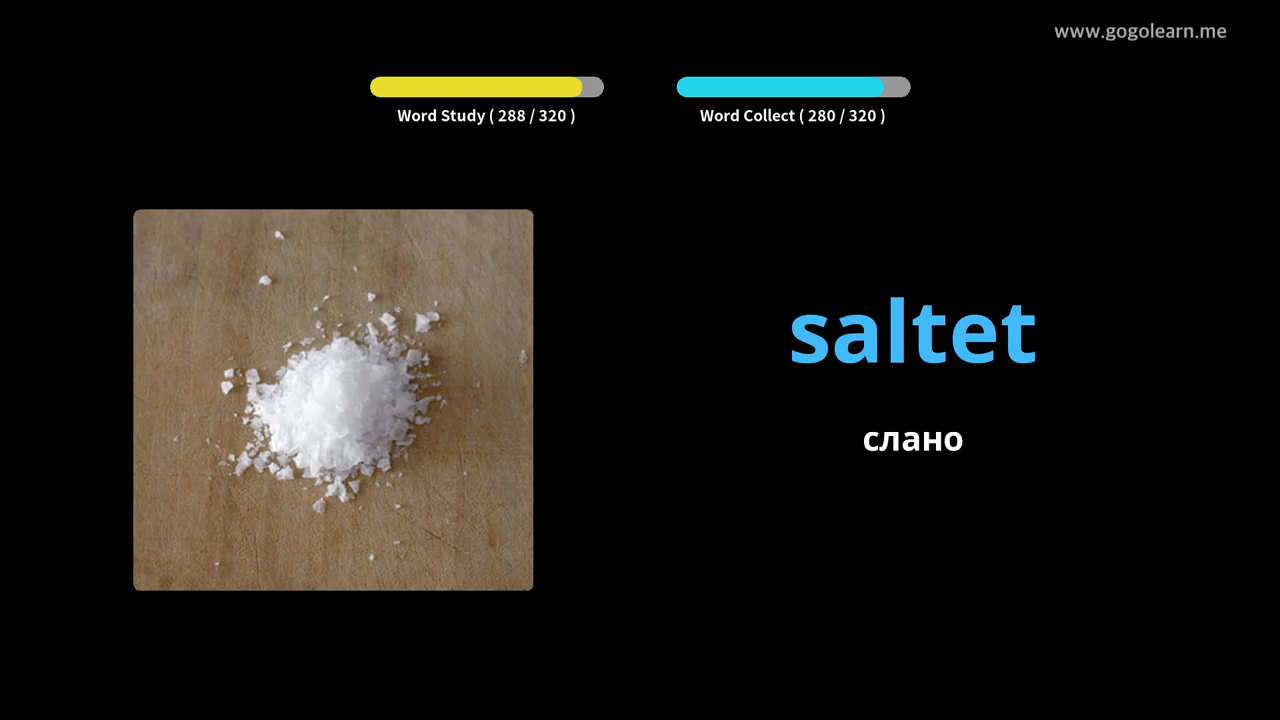 www.gogolearn.me
Word Study ( 288 / 320 )
Word Collect ( 280 / 320 )
saltet
слано